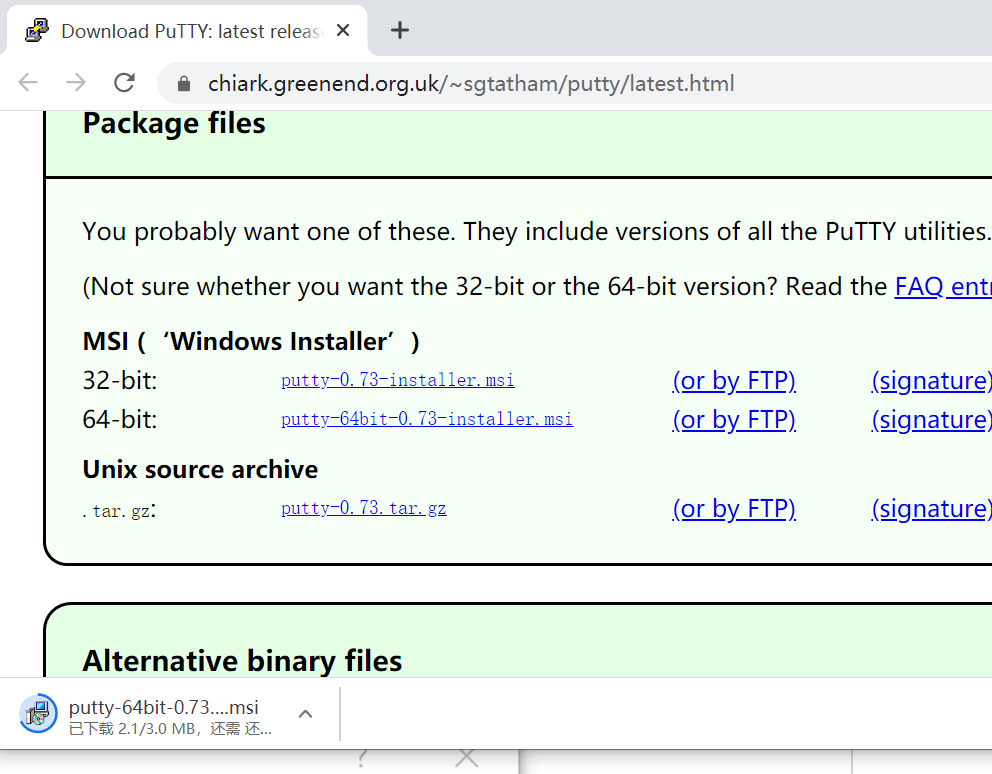 Download PuTTY: latest releas
chiark.greenend.org.uk/~sgtatham/putty/latest.html
Package files
You probably want one of these. They include versions of all the PuTTY utilities.
(Not sure whether you want the 32-bit or the 64-bit version? Read the FAQ entr
MSI (‘Windows Installer’)
32-bit: putty-0.73-installer.msi (or by FTP) (signature)
64-bit: putty-64bit-0.73-installer.msi (or by FTP) (signature)
Unix source archive
.tar.gz: putty-0.73.tar.gz (or by FTP) (signature)
Alternative binary files
putty-64bit-0.73....msi
已下载 2.1/3.0 MB，还需 还...
?